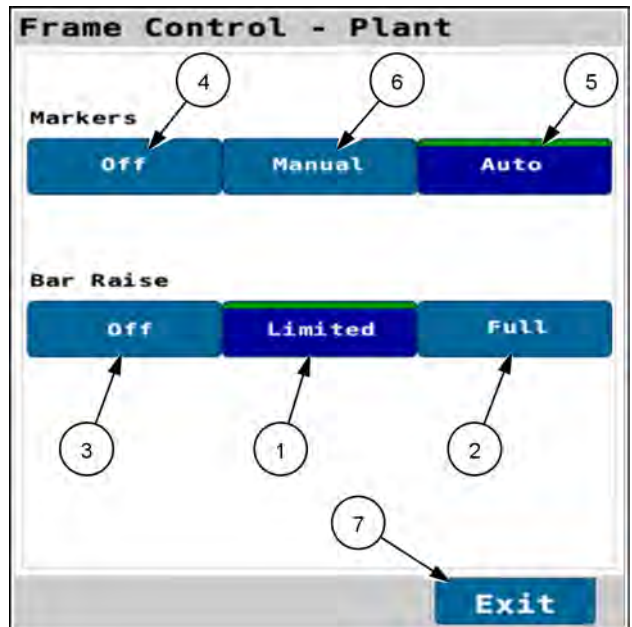 Frame Control - Plant
4 6 5
Markers
Off Manual Auto
Bar Raise
Off Limited Full
3 1 2
7
Exit